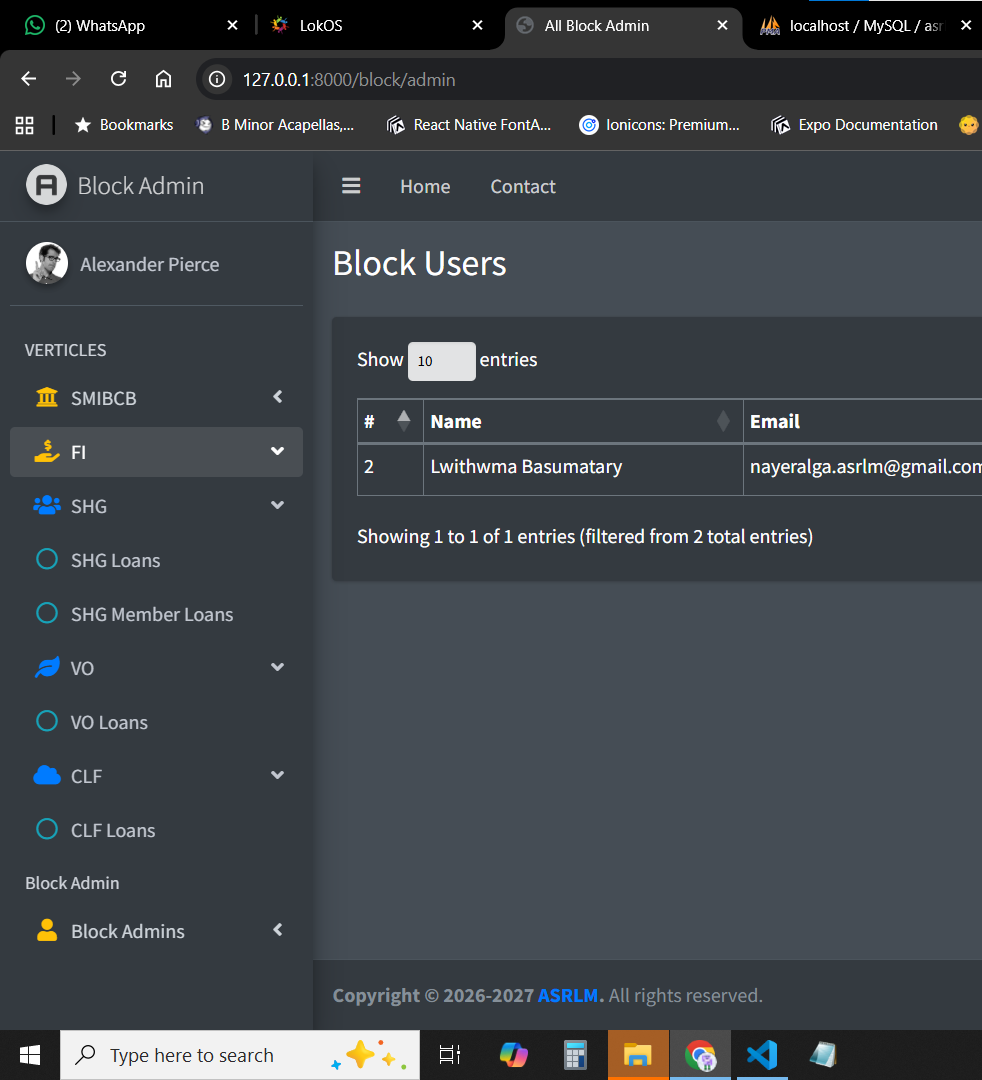 (2) WhatsApp
LokOS
All Block Admin
localhost / MySQL / asr
127.0.0.1:8000/block/admin
Bookmarks
B Minor Acapellas,...
React Native FontA...
Ionicons: Premium...
Expo Documentation
Block Admin
Home
Contact
Alexander Pierce
Block Users
VERTICLES
Show 10 entries
SMIBCB
# Name Email
FI
2 Lwithwma Basumatary nayeralga.asrlm@gmail.com
SHG
Showing 1 to 1 of 1 entries (filtered from 2 total entries)
SHG Loans
SHG Member Loans
VO
VO Loans
CLF
CLF Loans
Block Admin
Block Admins
Copyright © 2026-2027 ASRLM. All rights reserved.
Type here to search